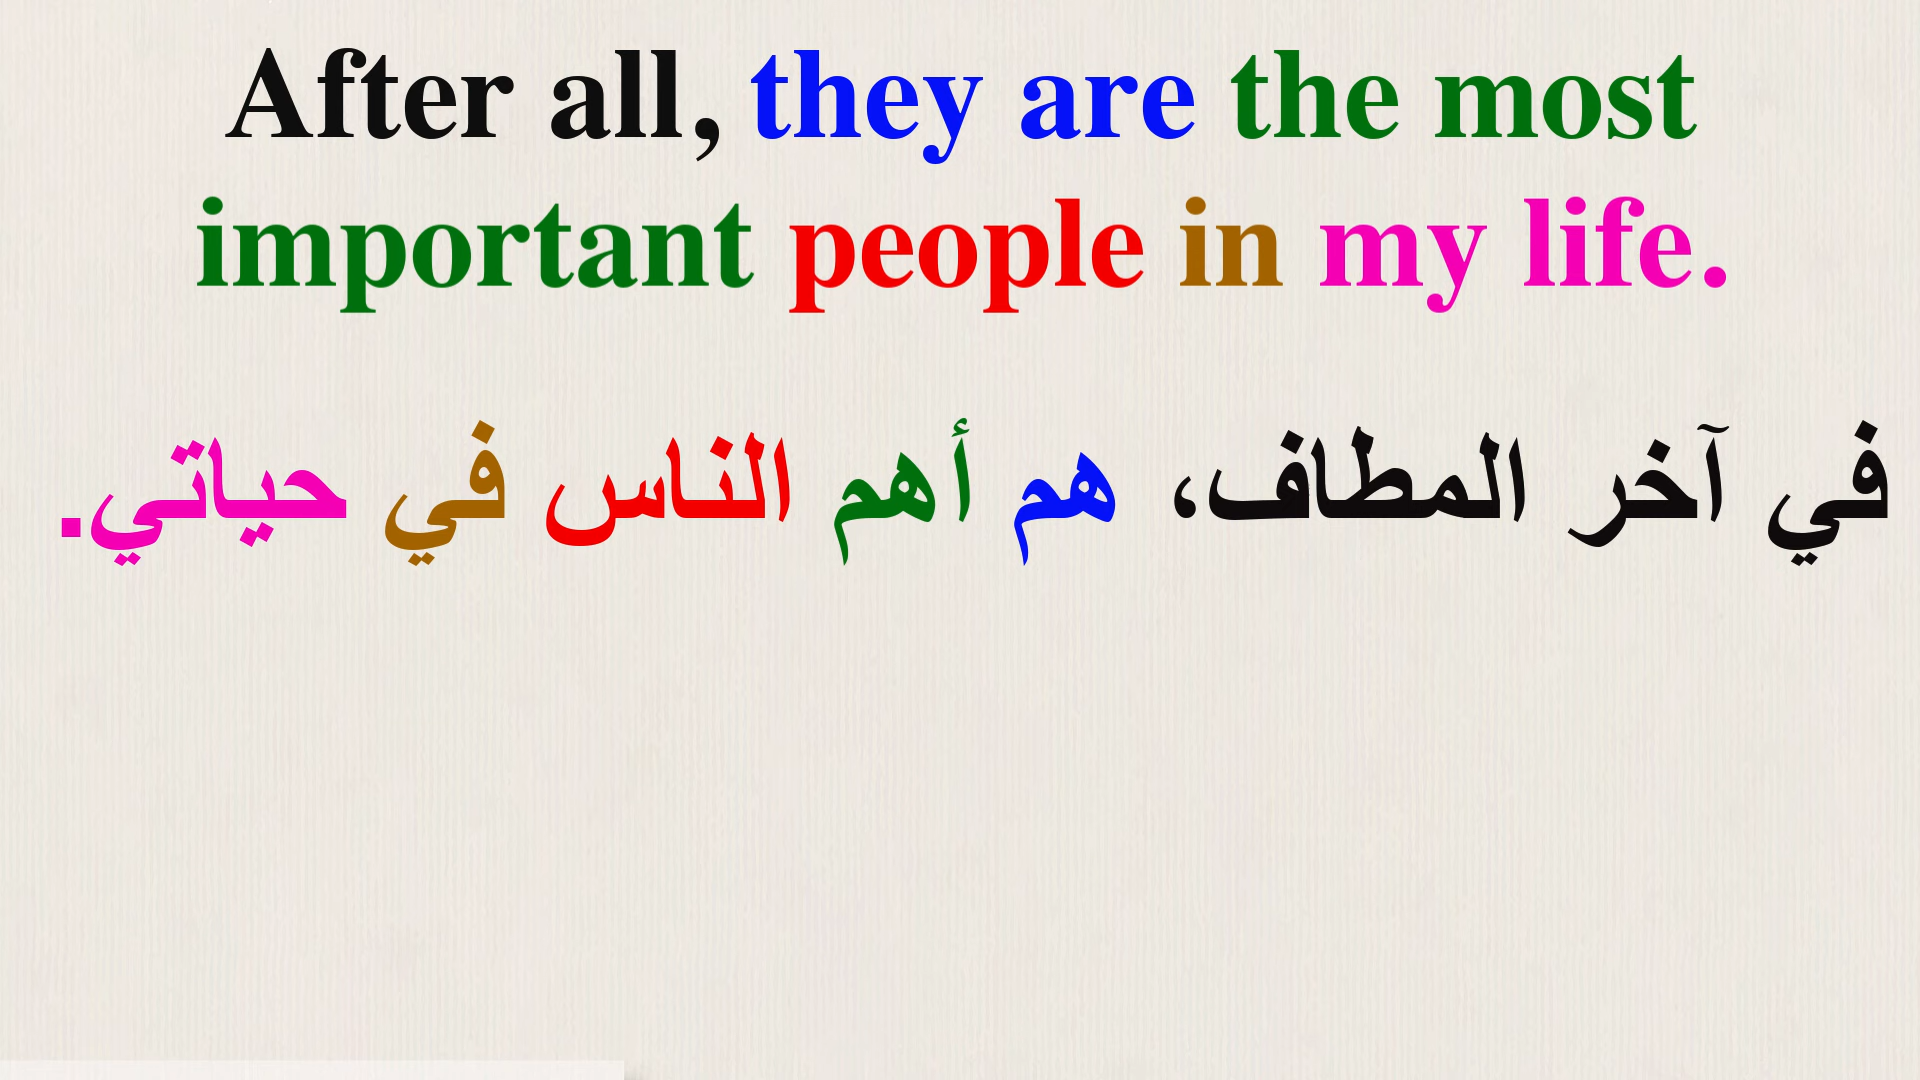 After all, they are the most
important people in my life.
في آخر المطاف، هم أهم الناس في حياتي.